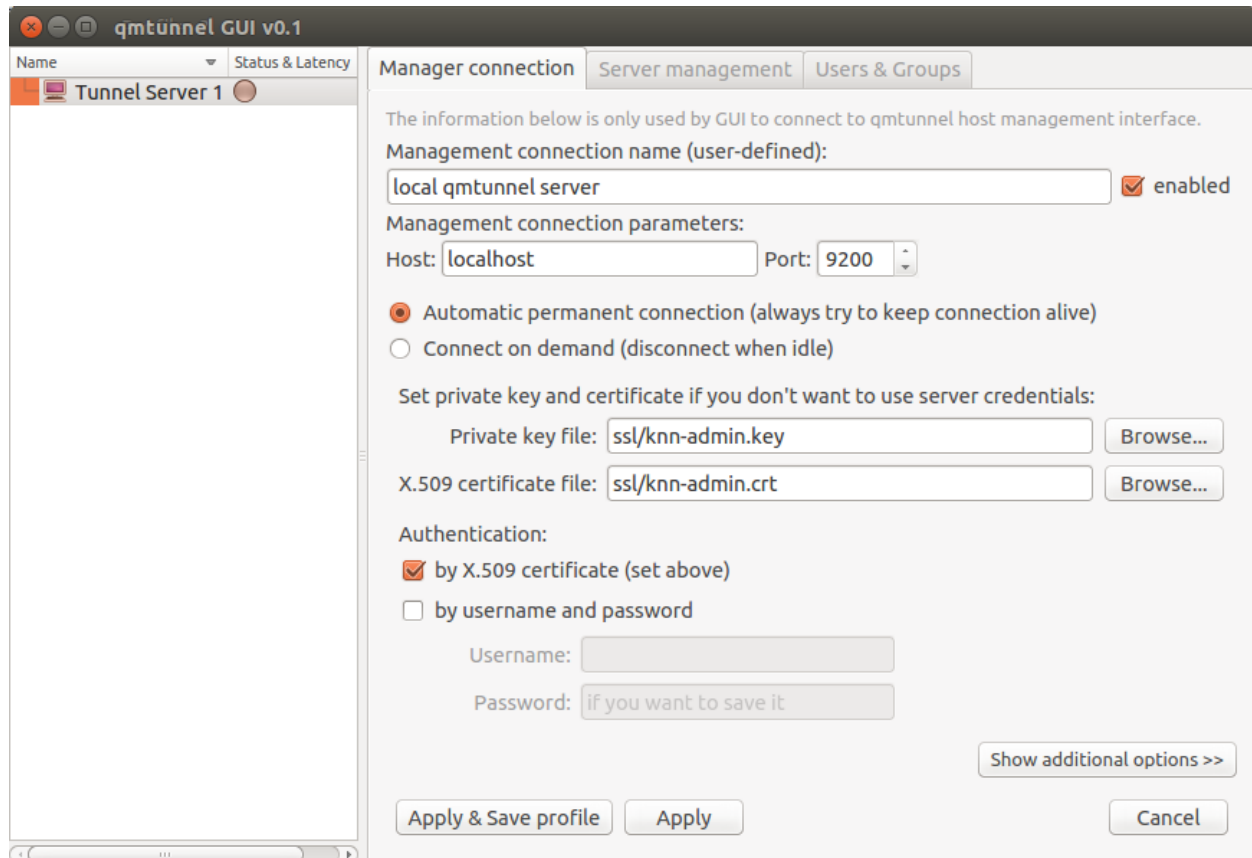 qmtunnel GUI v0.1
Name Status & Latency
Tunnel Server 1
Manager connection Server management Users & Groups
The information below is only used by GUI to connect to qmtunnel host management interface.
Management connection name (user-defined):
local qmtunnel server enabled
Management connection parameters:
Host: localhost Port: 9200
Automatic permanent connection (always try to keep connection alive)
Connect on demand (disconnect when idle)
Set private key and certificate if you don't want to use server credentials:
Private key file: ssl/knn-admin.key Browse...
X.509 certificate file: ssl/knn-admin.crt Browse...
Authentication:
by X.509 certificate (set above)
by username and password
Username:
Password: if you want to save it
Show additional options >>
Apply & Save profile Apply Cancel